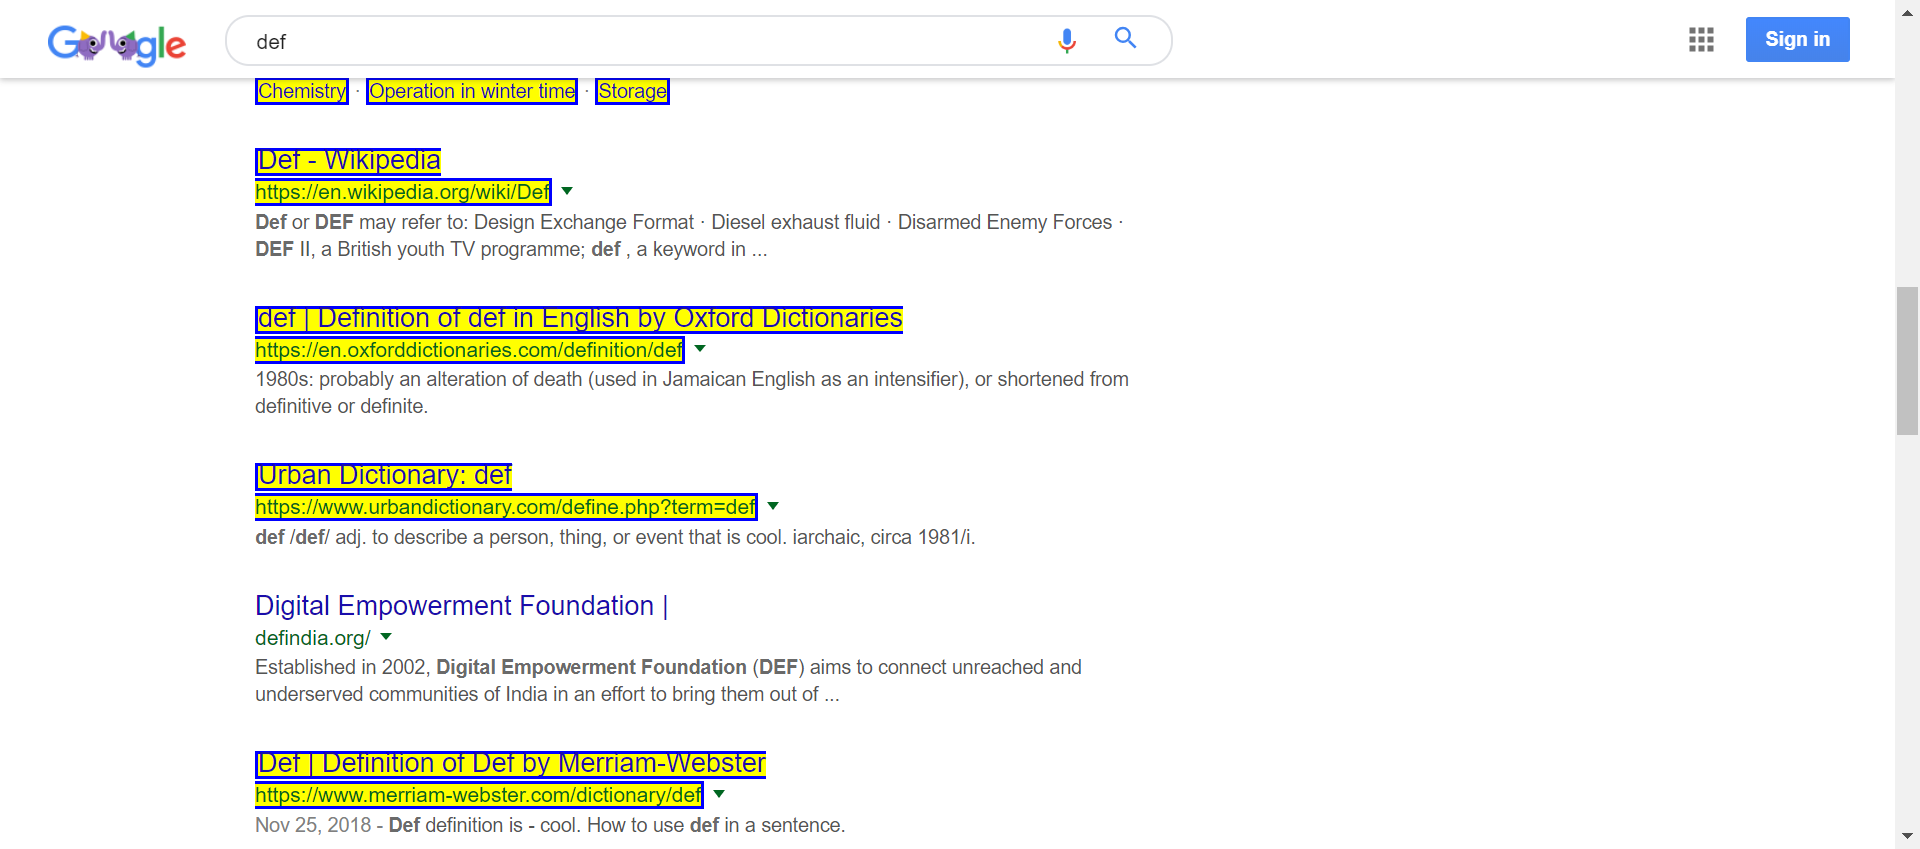 Google
def
Sign in
Chemistry · Operation in winter time · Storage
Def - Wikipedia
https://en.wikipedia.org/wiki/Def
Def or DEF may refer to: Design Exchange Format · Diesel exhaust fluid · Disarmed Enemy Forces ·
DEF II, a British youth TV programme; def , a keyword in ...
def | Definition of def in English by Oxford Dictionaries
https://en.oxforddictionaries.com/definition/def
1980s: probably an alteration of death (used in Jamaican English as an intensifier), or shortened from
definitive or definite.
Urban Dictionary: def
https://www.urbandictionary.com/define.php?term=def
def /def/ adj. to describe a person, thing, or event that is cool. iarchaic, circa 1981/i.
Digital Empowerment Foundation |
defindia.org/
Established in 2002, Digital Empowerment Foundation (DEF) aims to connect unreached and
underserved communities of India in an effort to bring them out of ...
Def | Definition of Def by Merriam-Webster
https://www.merriam-webster.com/dictionary/def
Nov 25, 2018 - Def definition is - cool. How to use def in a sentence.